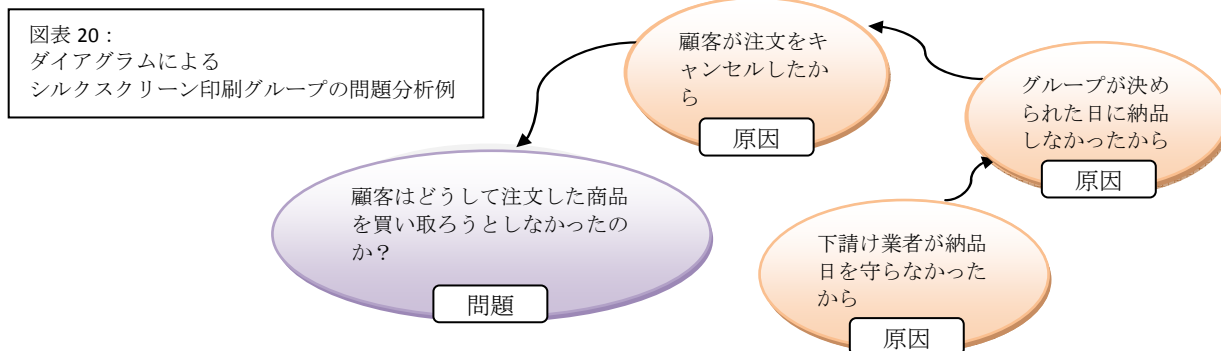 図表 20：
ダイアグラムによる
シルクスクリーン印刷グループの問題分析例
顧客が注文をキ
ャンセルしたか
ら
原因
グループが決め
られた日に納品
しなかったから
原因
顧客はどうして注文した商品
を買い取ろうとしなかったの
か？
問題
下請け業者が納品
日を守らなかった
から
原因